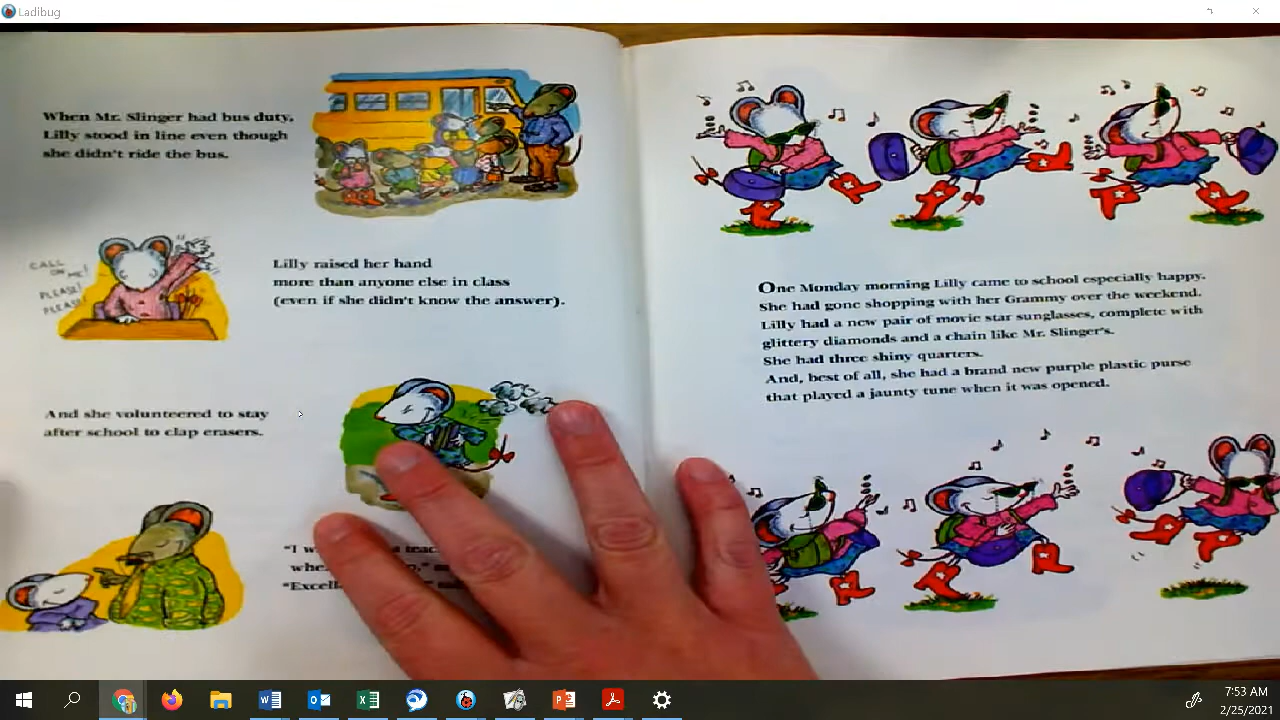 Ladibug
When Mr. Slinger had bus duty,
Lilly stood in line even though
she didn't ride the bus.
CALL
ON
ME!
PLEASE!
PLEASE!
Lilly raised her hand
more than anyone else in class
(even if she didn't know the answer).
And she volunteered to stay
after school to clap erasers.
"I
whe
"Excell
One Monday morning Lilly came to school especially happy.
She had gone shopping with her Grammy over the weekend.
Lilly had a new pair of movie star sunglasses, complete with
glittery diamonds and a chain like Mr. Slinger's.
She had three shiny quarters.
And, best of all, she had a brand new purple plastic purse
that played a jaunty tune when it was opened.
7:53 AM
2/25/2021